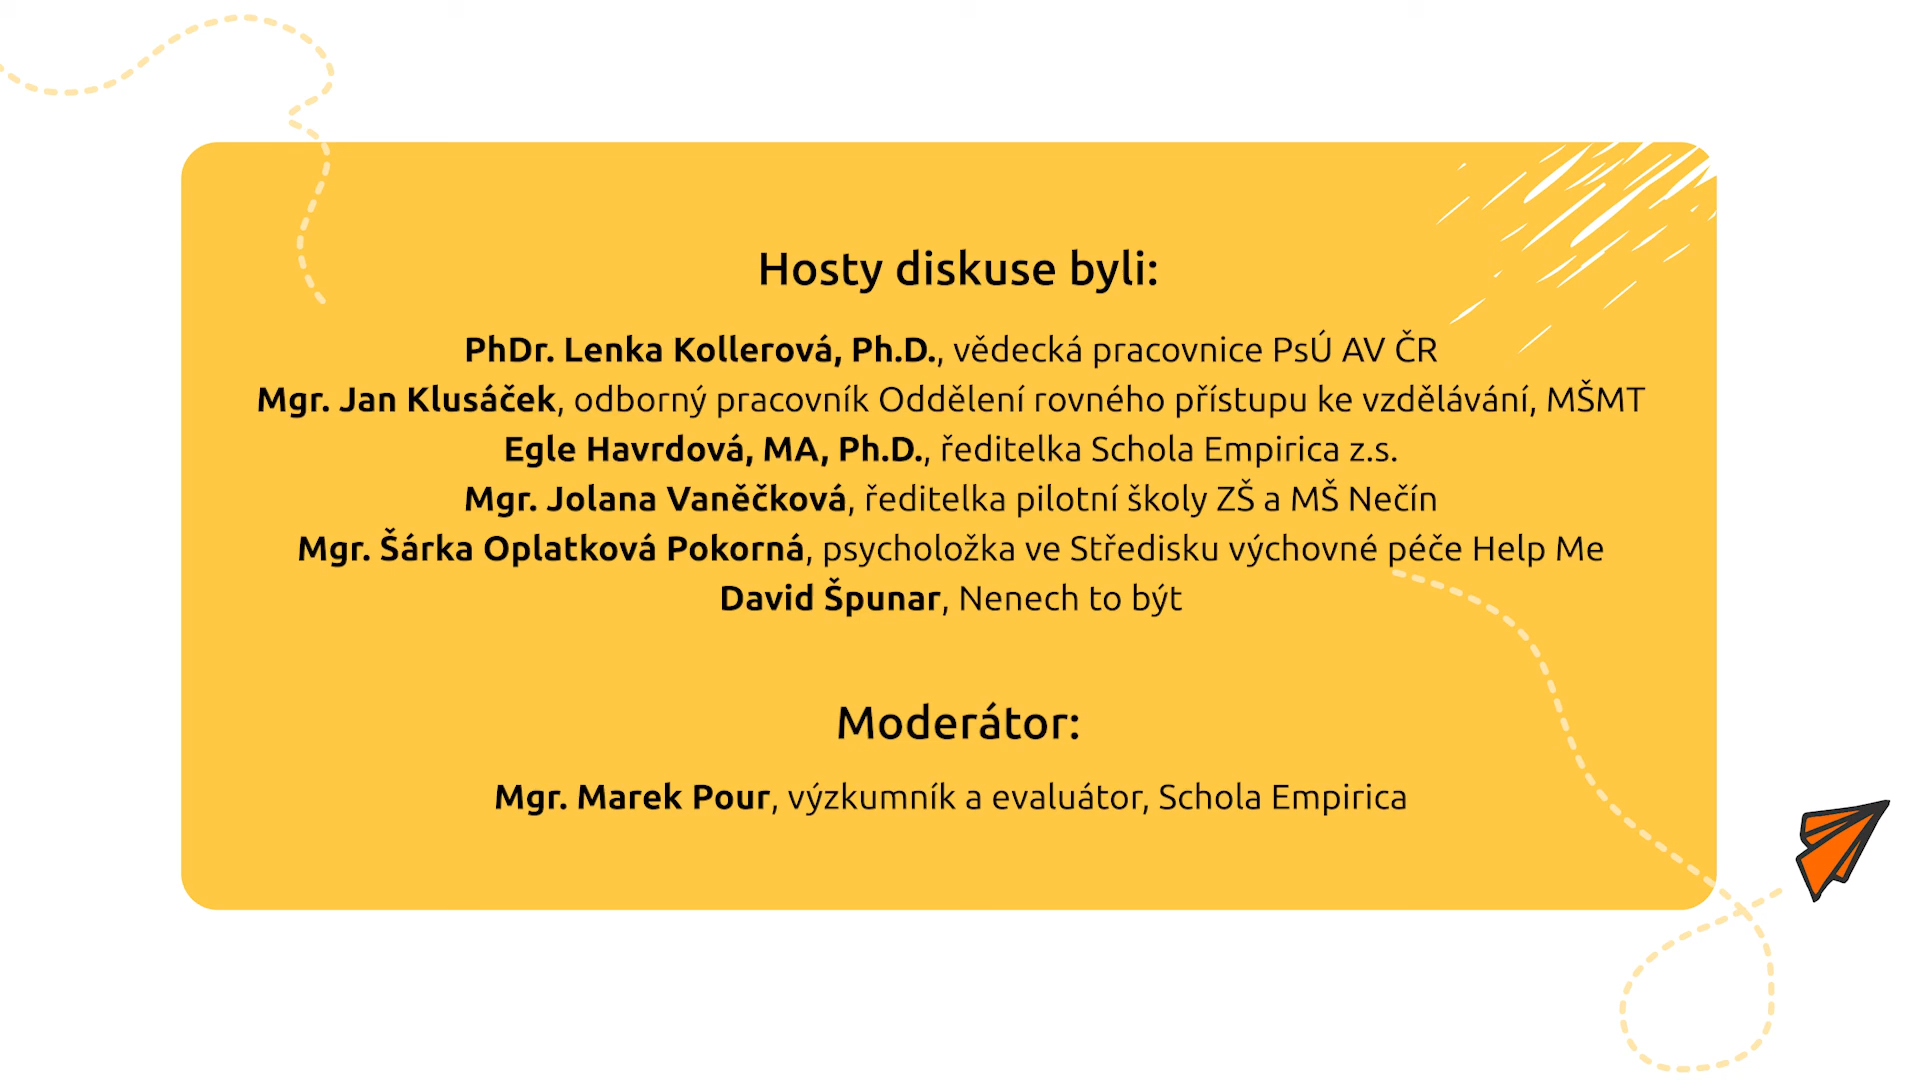 Hosty diskuse byli:
PhDr. Lenka Kollerová, Ph.D., vědecká pracovnice PsÚ AV ČR
Mgr. Jan Klusáček, odborný pracovník Oddělení rovného přístupu ke vzdělávání, MŠMT
Egle Havrdová, MA, Ph.D., ředitelka Schola Empirica z.s.
Mgr. Jolana Vaněčková, ředitelka pilotní školy ZŠ a MŠ Nečín
Mgr. Šárka Oplatková Pokorná, psycholožka ve Středisku výchovné péče Help Me
David Špunar, Nenech to být
Moderátor:
Mgr. Marek Pour, výzkumník a evaluátor, Schola Empirica